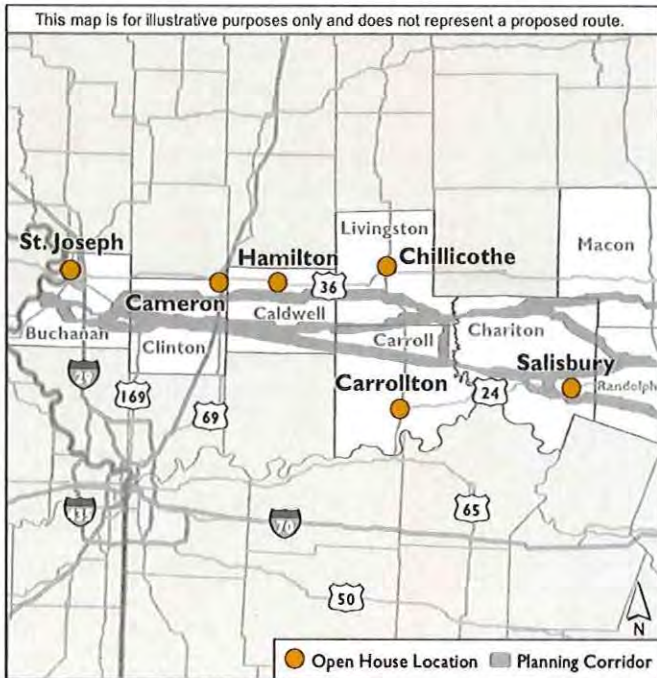 This map is for illustrative purposes only and does not represent a proposed route.
Livingston
St. Joseph
Hamilton
Chillicothe
Macon
36
Cameron
Caldwell
Buchanan
Clinton
Carroll
Chariton
Salisbury
Carrollton
24
Randolph
29
169
69
65
70
50
N
Open House Location
Planning Corridor